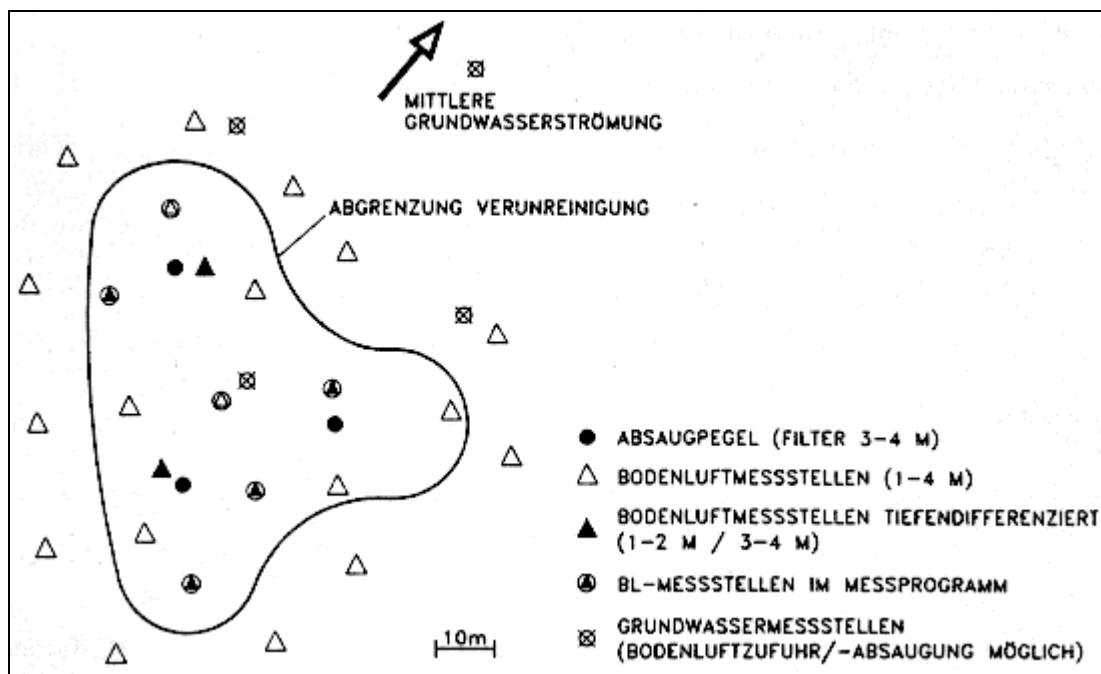 MITTLERE
GRUNDWASSERSTRÖMUNG
ABGRENZUNG VERUNREINIGUNG
ABSAUGPEGEL (FILTER 3-4 M)
BODENLUFTMESSSTELLEN (1-4 M)
BODENLUFTMESSSTELLEN TIEFENDIFFERENZIERT
(1-2 M / 3-4 M)
BL-MESSSTELLEN IM MESSPROGRAMM
GRUNDWASSERMESSSTELLEN
(BODENLUFTZUFUHR/-ABSAUGUNG MÖGLICH)
10m